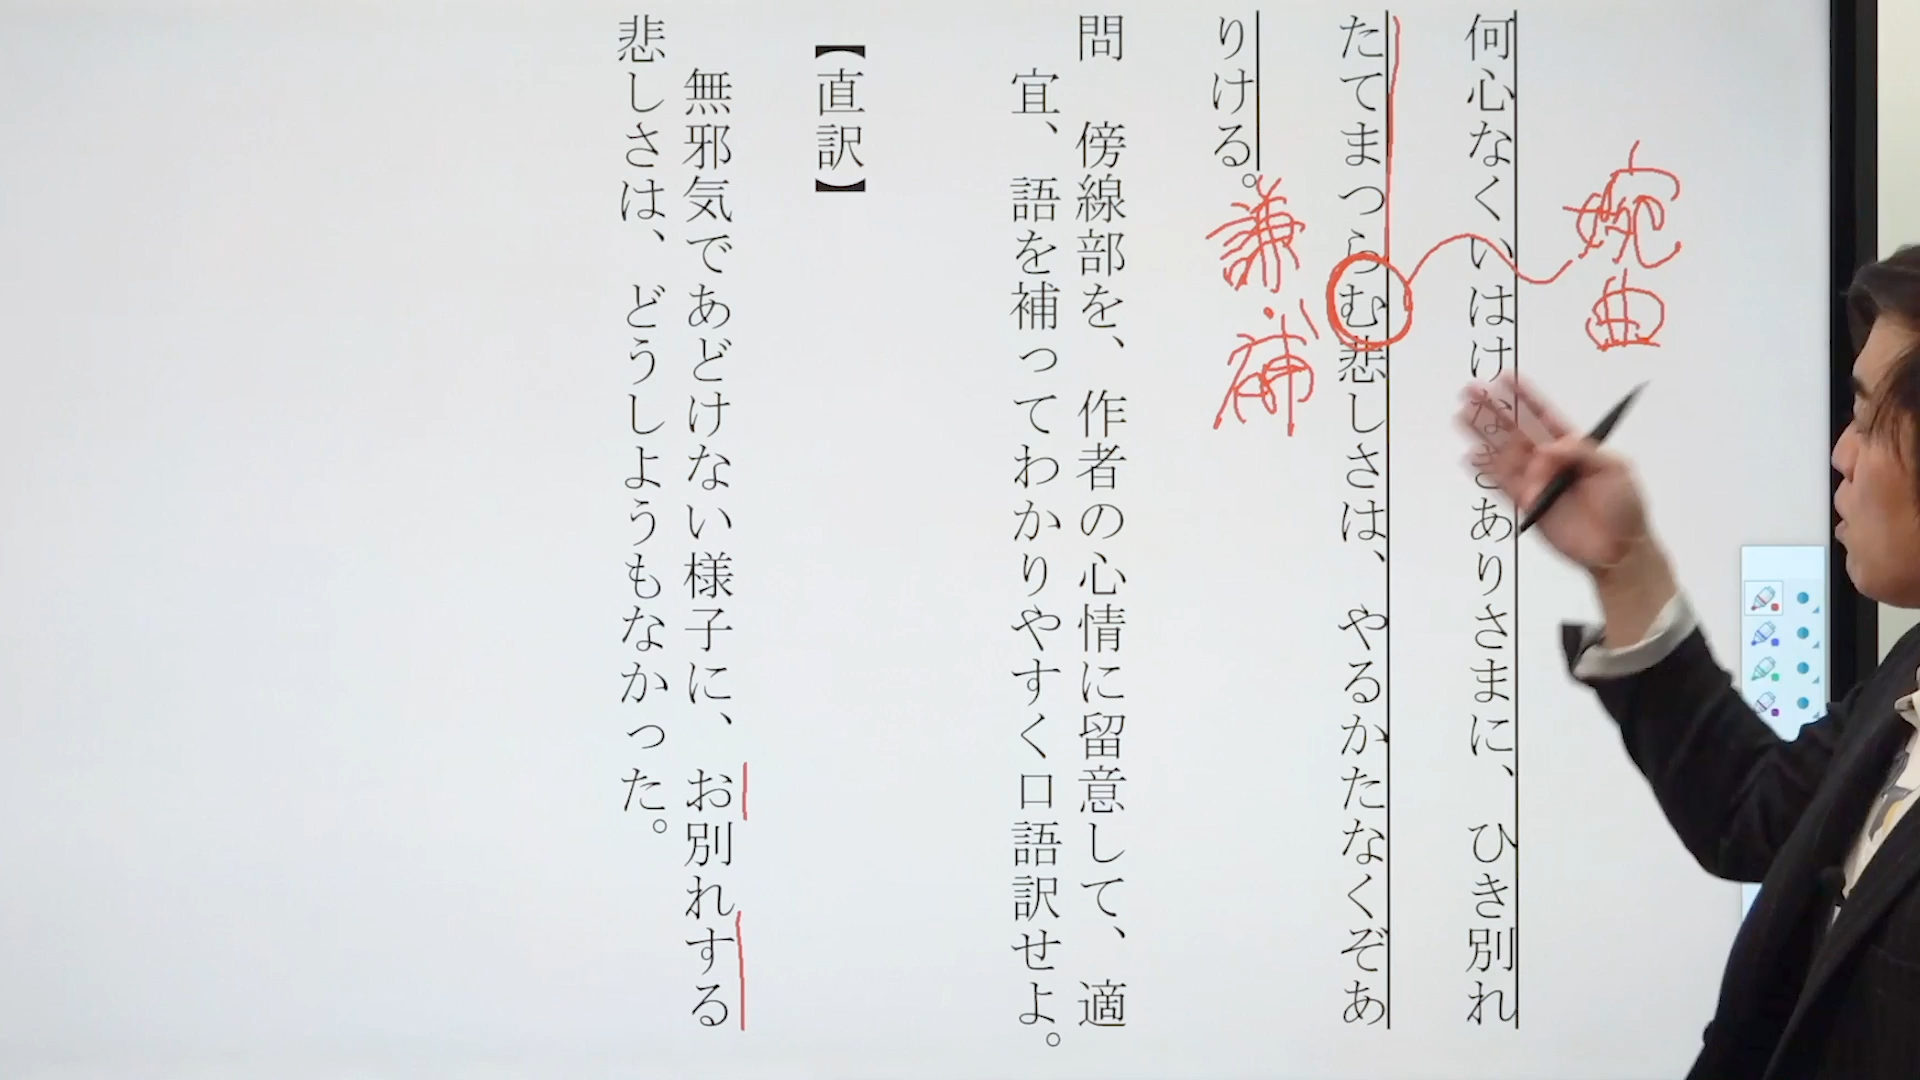 何心なくいはけなきありさまに、ひき別れ
たてまつらむ悲しさは、やるかたなくぞあ
りける。
婉曲
謙・補
問　傍線部を、作者の心情に留意して、適
宜、語を補ってわかりやすく口語訳せよ。
【直訳】
無邪気であどけない様子に、お別れする
悲しさは、どうしようもなかった。